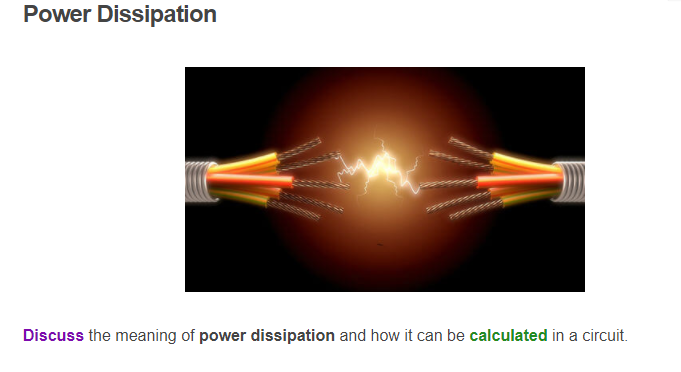 Power Dissipation
Discuss the meaning of power dissipation and how it can be calculated in a circuit.